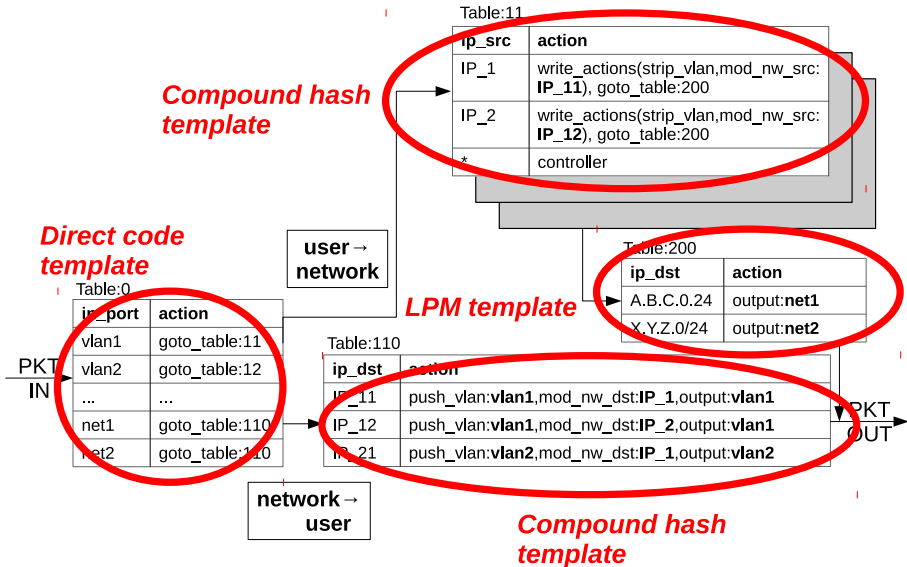 Table:11
ip_src action
IP_1 write_actions(strip_vlan,mod_nw_src:
IP_11), goto_table:200
IP_2 write_actions(strip_vlan,mod_nw_src:
IP_12), goto_table:200
* controller
Compound hash
template
Direct code
template
user→
network
Table:200
ip_dst action
A.B.C.0.24 output:net1
X.Y.Z.0/24 output:net2
LPM template
Table:0
in_port action
vlan1 goto_table:11
vlan2 goto_table:12
... ...
net1 goto_table:110
net2 goto_table:110
PKT
IN
Table:110
ip_dst action
IP_11 push_vlan:vlan1,mod_nw_dst:IP_1,output:vlan1
IP_12 push_vlan:vlan1,mod_nw_dst:IP_2,output:vlan1
IP_21 push_vlan:vlan2,mod_nw_dst:IP_1,output:vlan2
PKT
OUT
network→
user
Compound hash
template